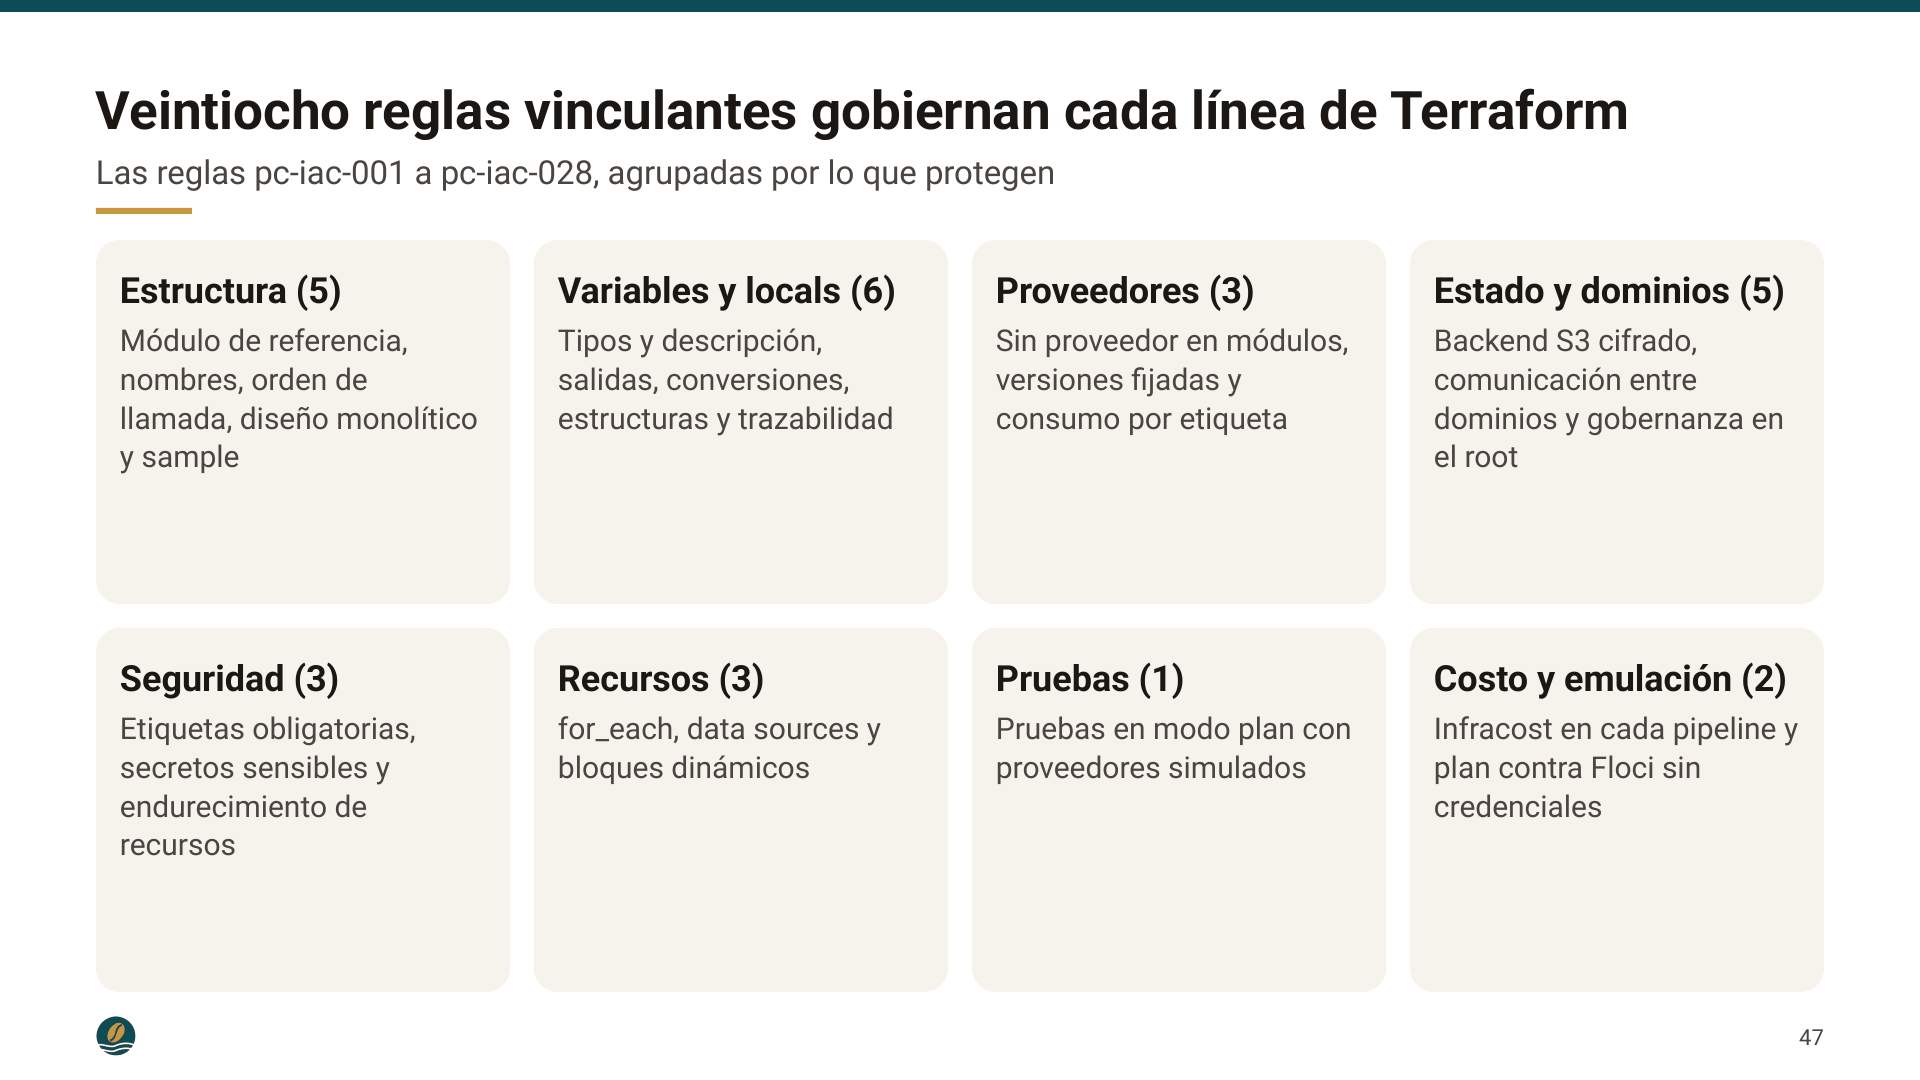 Veintiocho reglas vinculantes gobiernan cada línea de Terraform
Las reglas pc-iac-001 a pc-iac-028, agrupadas por lo que protegen
Estructura (5)
Módulo de referencia,
nombres, orden de
llamada, diseño monolítico
y sample
Variables y locals (6)
Tipos y descripción,
salidas, conversiones,
estructuras y trazabilidad
Proveedores (3)
Sin proveedor en módulos,
versiones fijadas y
consumo por etiqueta
Estado y dominios (5)
Backend S3 cifrado,
comunicación entre
dominios y gobernanza en
el root
Seguridad (3)
Etiquetas obligatorias,
secretos sensibles y
endurecimiento de
recursos
Recursos (3)
for_each, data sources y
bloques dinámicos
Pruebas (1)
Pruebas en modo plan con
proveedores simulados
Costo y emulación (2)
Infracost en cada pipeline y
plan contra Floci sin
credenciales
47